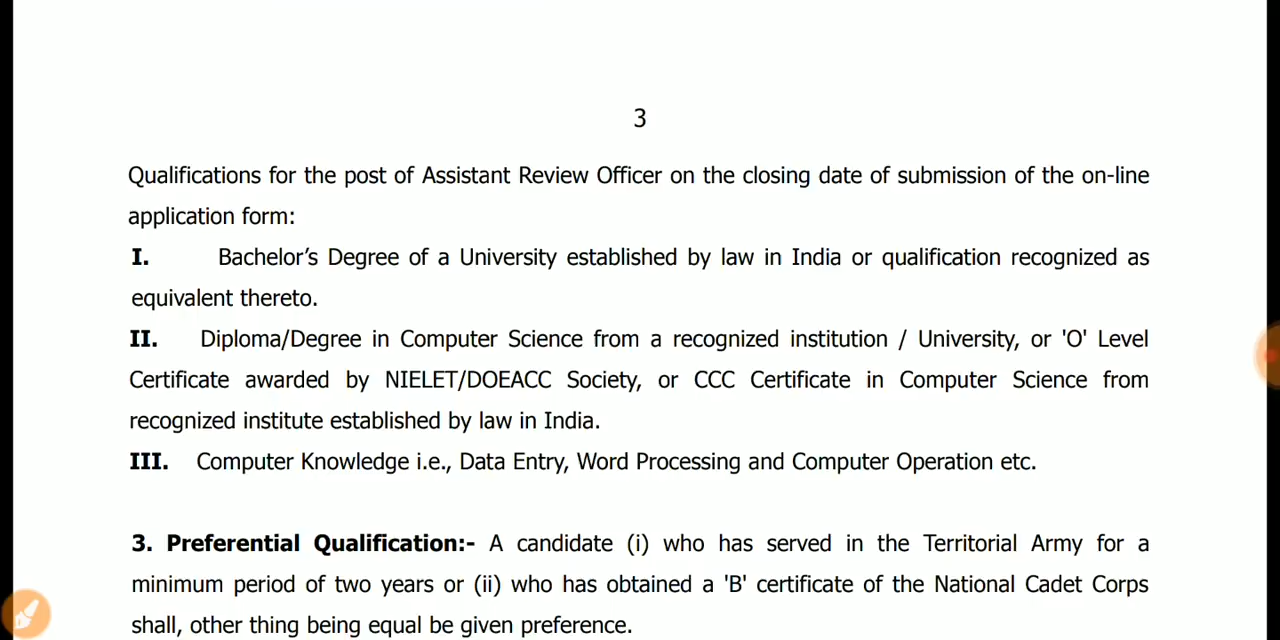 3
Qualifications for the post of Assistant Review Officer on the closing date of submission of the on-line
application form:
I. Bachelor’s Degree of a University established by law in India or qualification recognized as
equivalent thereto.
II. Diploma/Degree in Computer Science from a recognized institution / University, or 'O' Level
Certificate awarded by NIELET/DOEACC Society, or CCC Certificate in Computer Science from
recognized institute established by law in India.
III. Computer Knowledge i.e., Data Entry, Word Processing and Computer Operation etc.
3. Preferential Qualification:- A candidate (i) who has served in the Territorial Army for a
minimum period of two years or (ii) who has obtained a 'B' certificate of the National Cadet Corps
shall, other thing being equal be given preference.